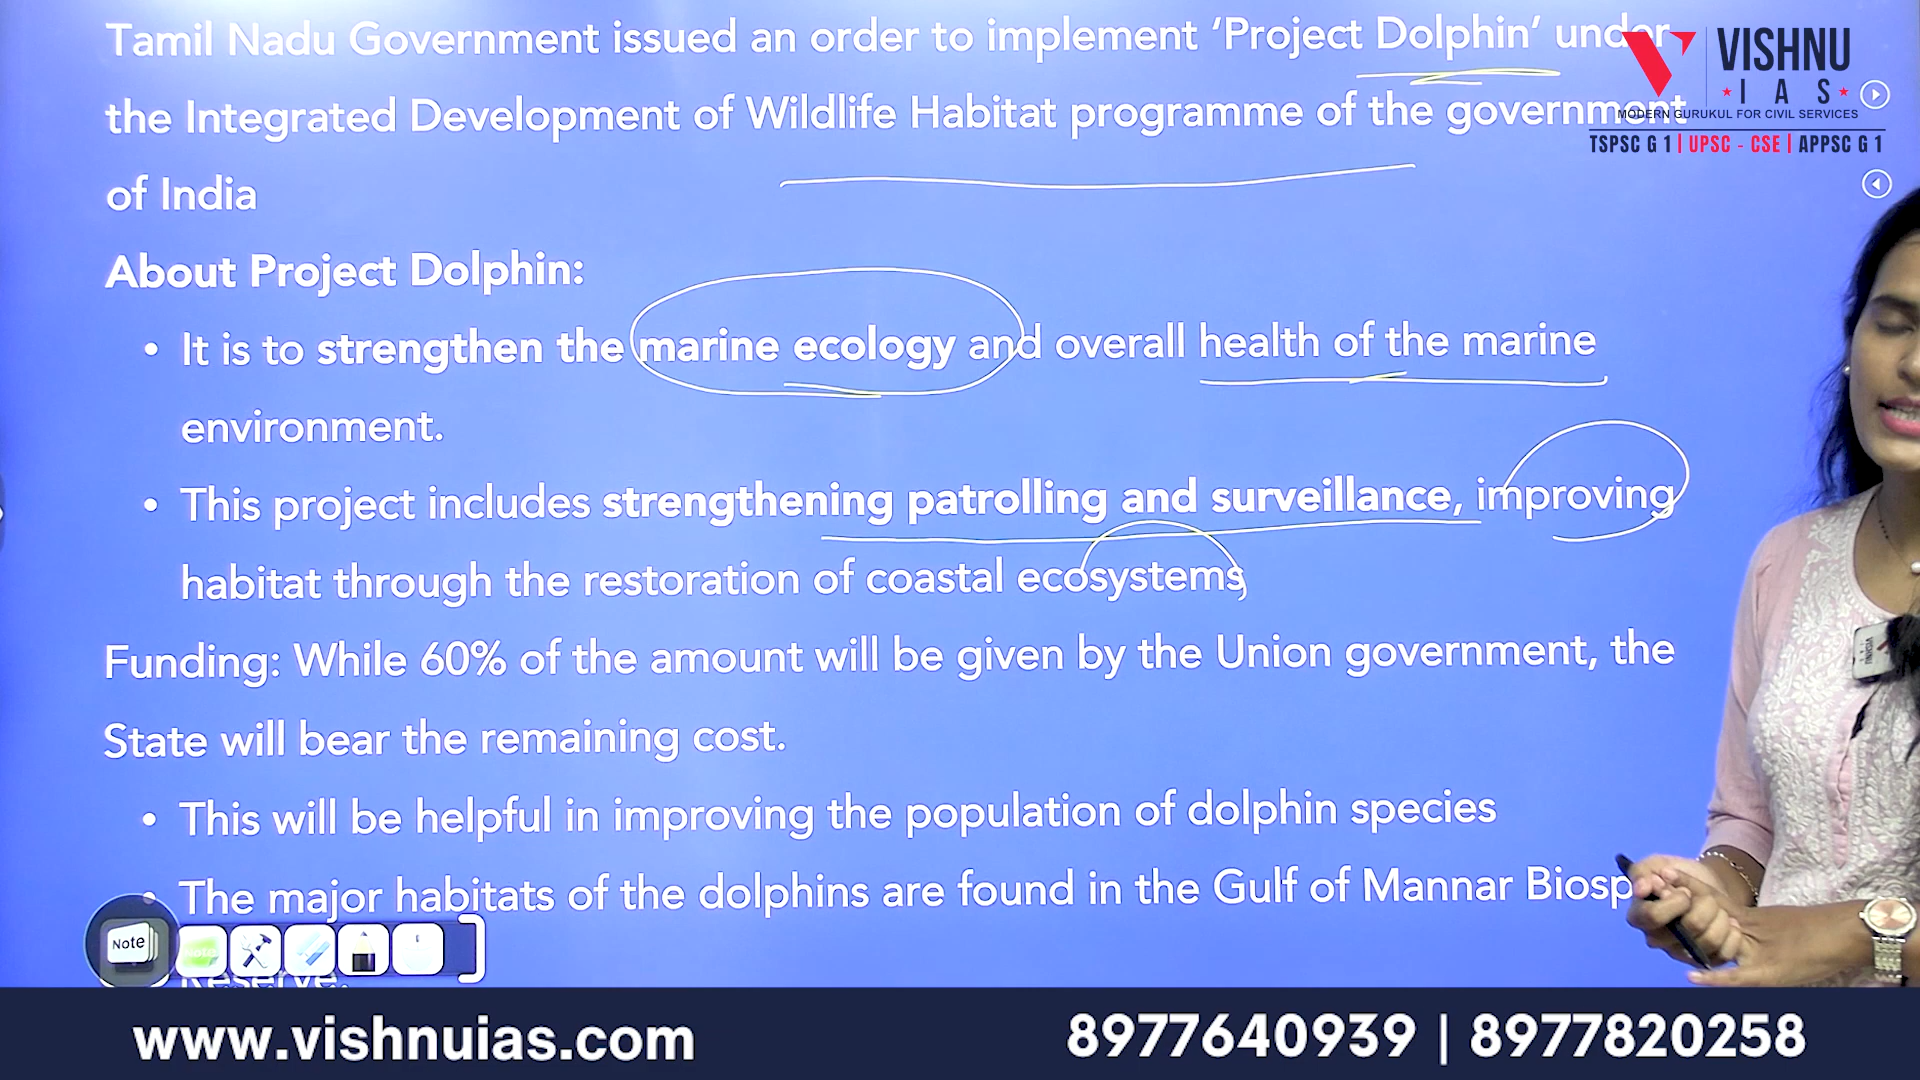 Tamil Nadu Government issued an order to implement ‘Project Dolphin’ under
the Integrated Development of Wildlife Habitat programme of the government
of India
About Project Dolphin:
• It is to strengthen the marine ecology and overall health of the marine
environment.
• This project includes strengthening patrolling and surveillance, improving
habitat through the restoration of coastal ecosystems
Funding: While 60% of the amount will be given by the Union government, the
State will bear the remaining cost.
• This will be helpful in improving the population of dolphin species
• The major habitats of the dolphins are found in the Gulf of Mannar Biosp
Reserve.
VISHNU
IAS
MODERN GURUKUL FOR CIVIL SERVICES
TSPSC G 1 | UPSC - CSE | APPSC G 1
Note
VISHNU
www.vishnuias.com
8977640939 | 8977820258